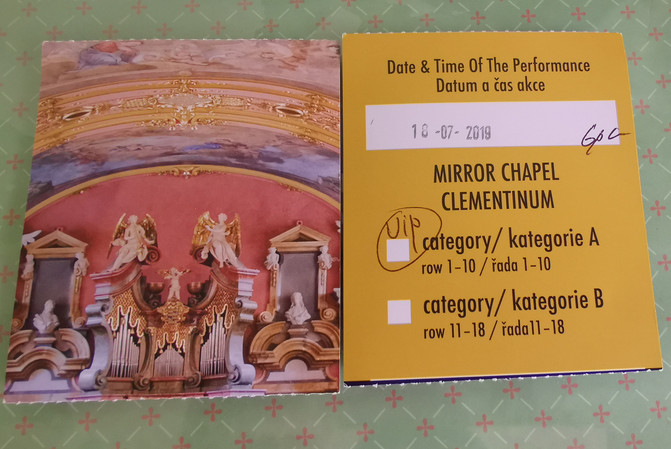 Date & Time Of The Performance
Datum a čas akce
18 -07- 2019
MIRROR CHAPEL
CLEMENTINUM
Vip
category/ kategorie A
row 1-10 / řada 1-10
category/ kategorie B
row 11-18 / řada11-18